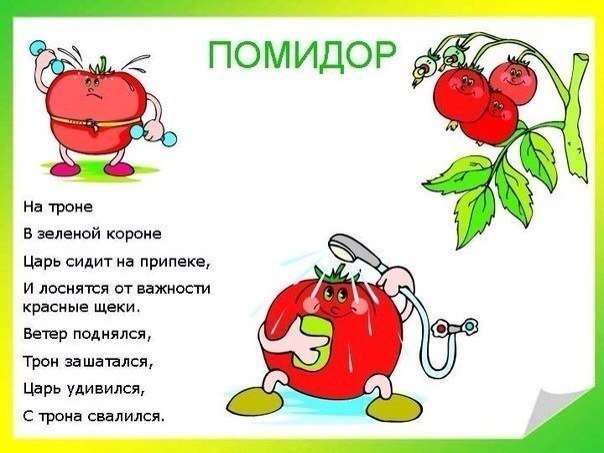 ПОМИДОР
На троне
В зеленой короне
Царь сидит на припеке,
И лоснятся от важности
красные щеки.
Ветер поднялся,
Трон зашатался,
Царь удивился,
С трона свалился.